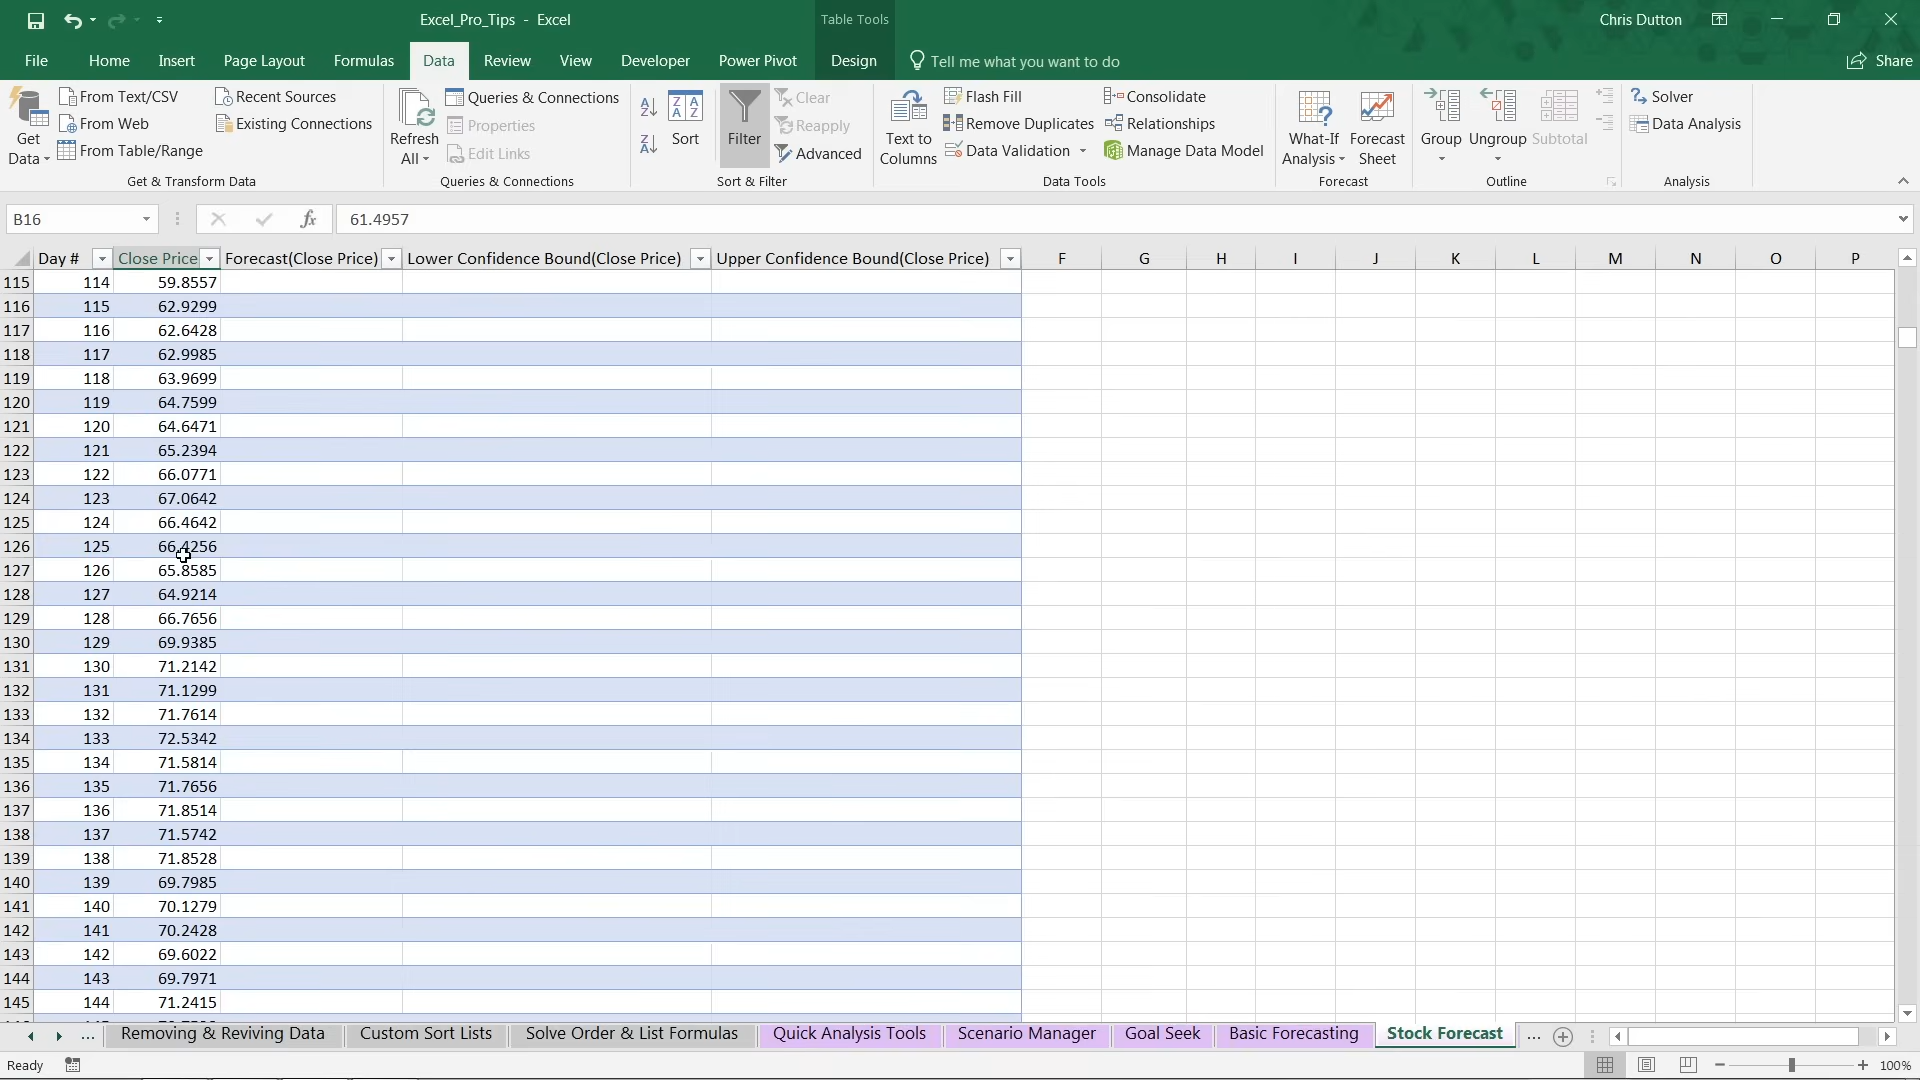 Excel_Pro_Tips - Excel
Table Tools
Chris Dutton
File Home Insert Page Layout Formulas Data Review View Developer Power Pivot Design Tell me what you want to do Share
Get Data
From Text/CSV
From Web
From Table/Range
Recent Sources
Existing Connections
Get & Transform Data
Refresh All
Queries & Connections
Properties
Edit Links
Queries & Connections
Sort
Filter
Clear
Reapply
Advanced
Sort & Filter
Text to Columns
Flash Fill
Remove Duplicates
Data Validation
Consolidate
Relationships
Manage Data Model
Data Tools
What-If Analysis
Forecast Sheet
Forecast
Group
Ungroup
Subtotal
Outline
Solver
Data Analysis
Analysis
B16 fx 61.4957
Day # Close Price Forecast(Close Price) Lower Confidence Bound(Close Price) Upper Confidence Bound(Close Price) F G H I J K L M N O P
115 114 59.8557
116 115 62.9299
117 116 62.6428
118 117 62.9985
119 118 63.9699
120 119 64.7599
121 120 64.6471
122 121 65.2394
123 122 66.0771
124 123 67.0642
125 124 66.4642
126 125 66.4256
127 126 65.8585
128 127 64.9214
129 128 66.7656
130 129 69.9385
131 130 71.2142
132 131 71.1299
133 132 71.7614
134 133 72.5342
135 134 71.5814
136 135 71.7656
137 136 71.8514
138 137 71.5742
139 138 71.8528
140 139 69.7985
141 140 70.1279
142 141 70.2428
143 142 69.6022
144 143 69.7971
145 144 71.2415
... Removing & Reviving Data Custom Sort Lists Solve Order & List Formulas Quick Analysis Tools Scenario Manager Goal Seek Basic Forecasting Stock Forecast ...
Ready 100%